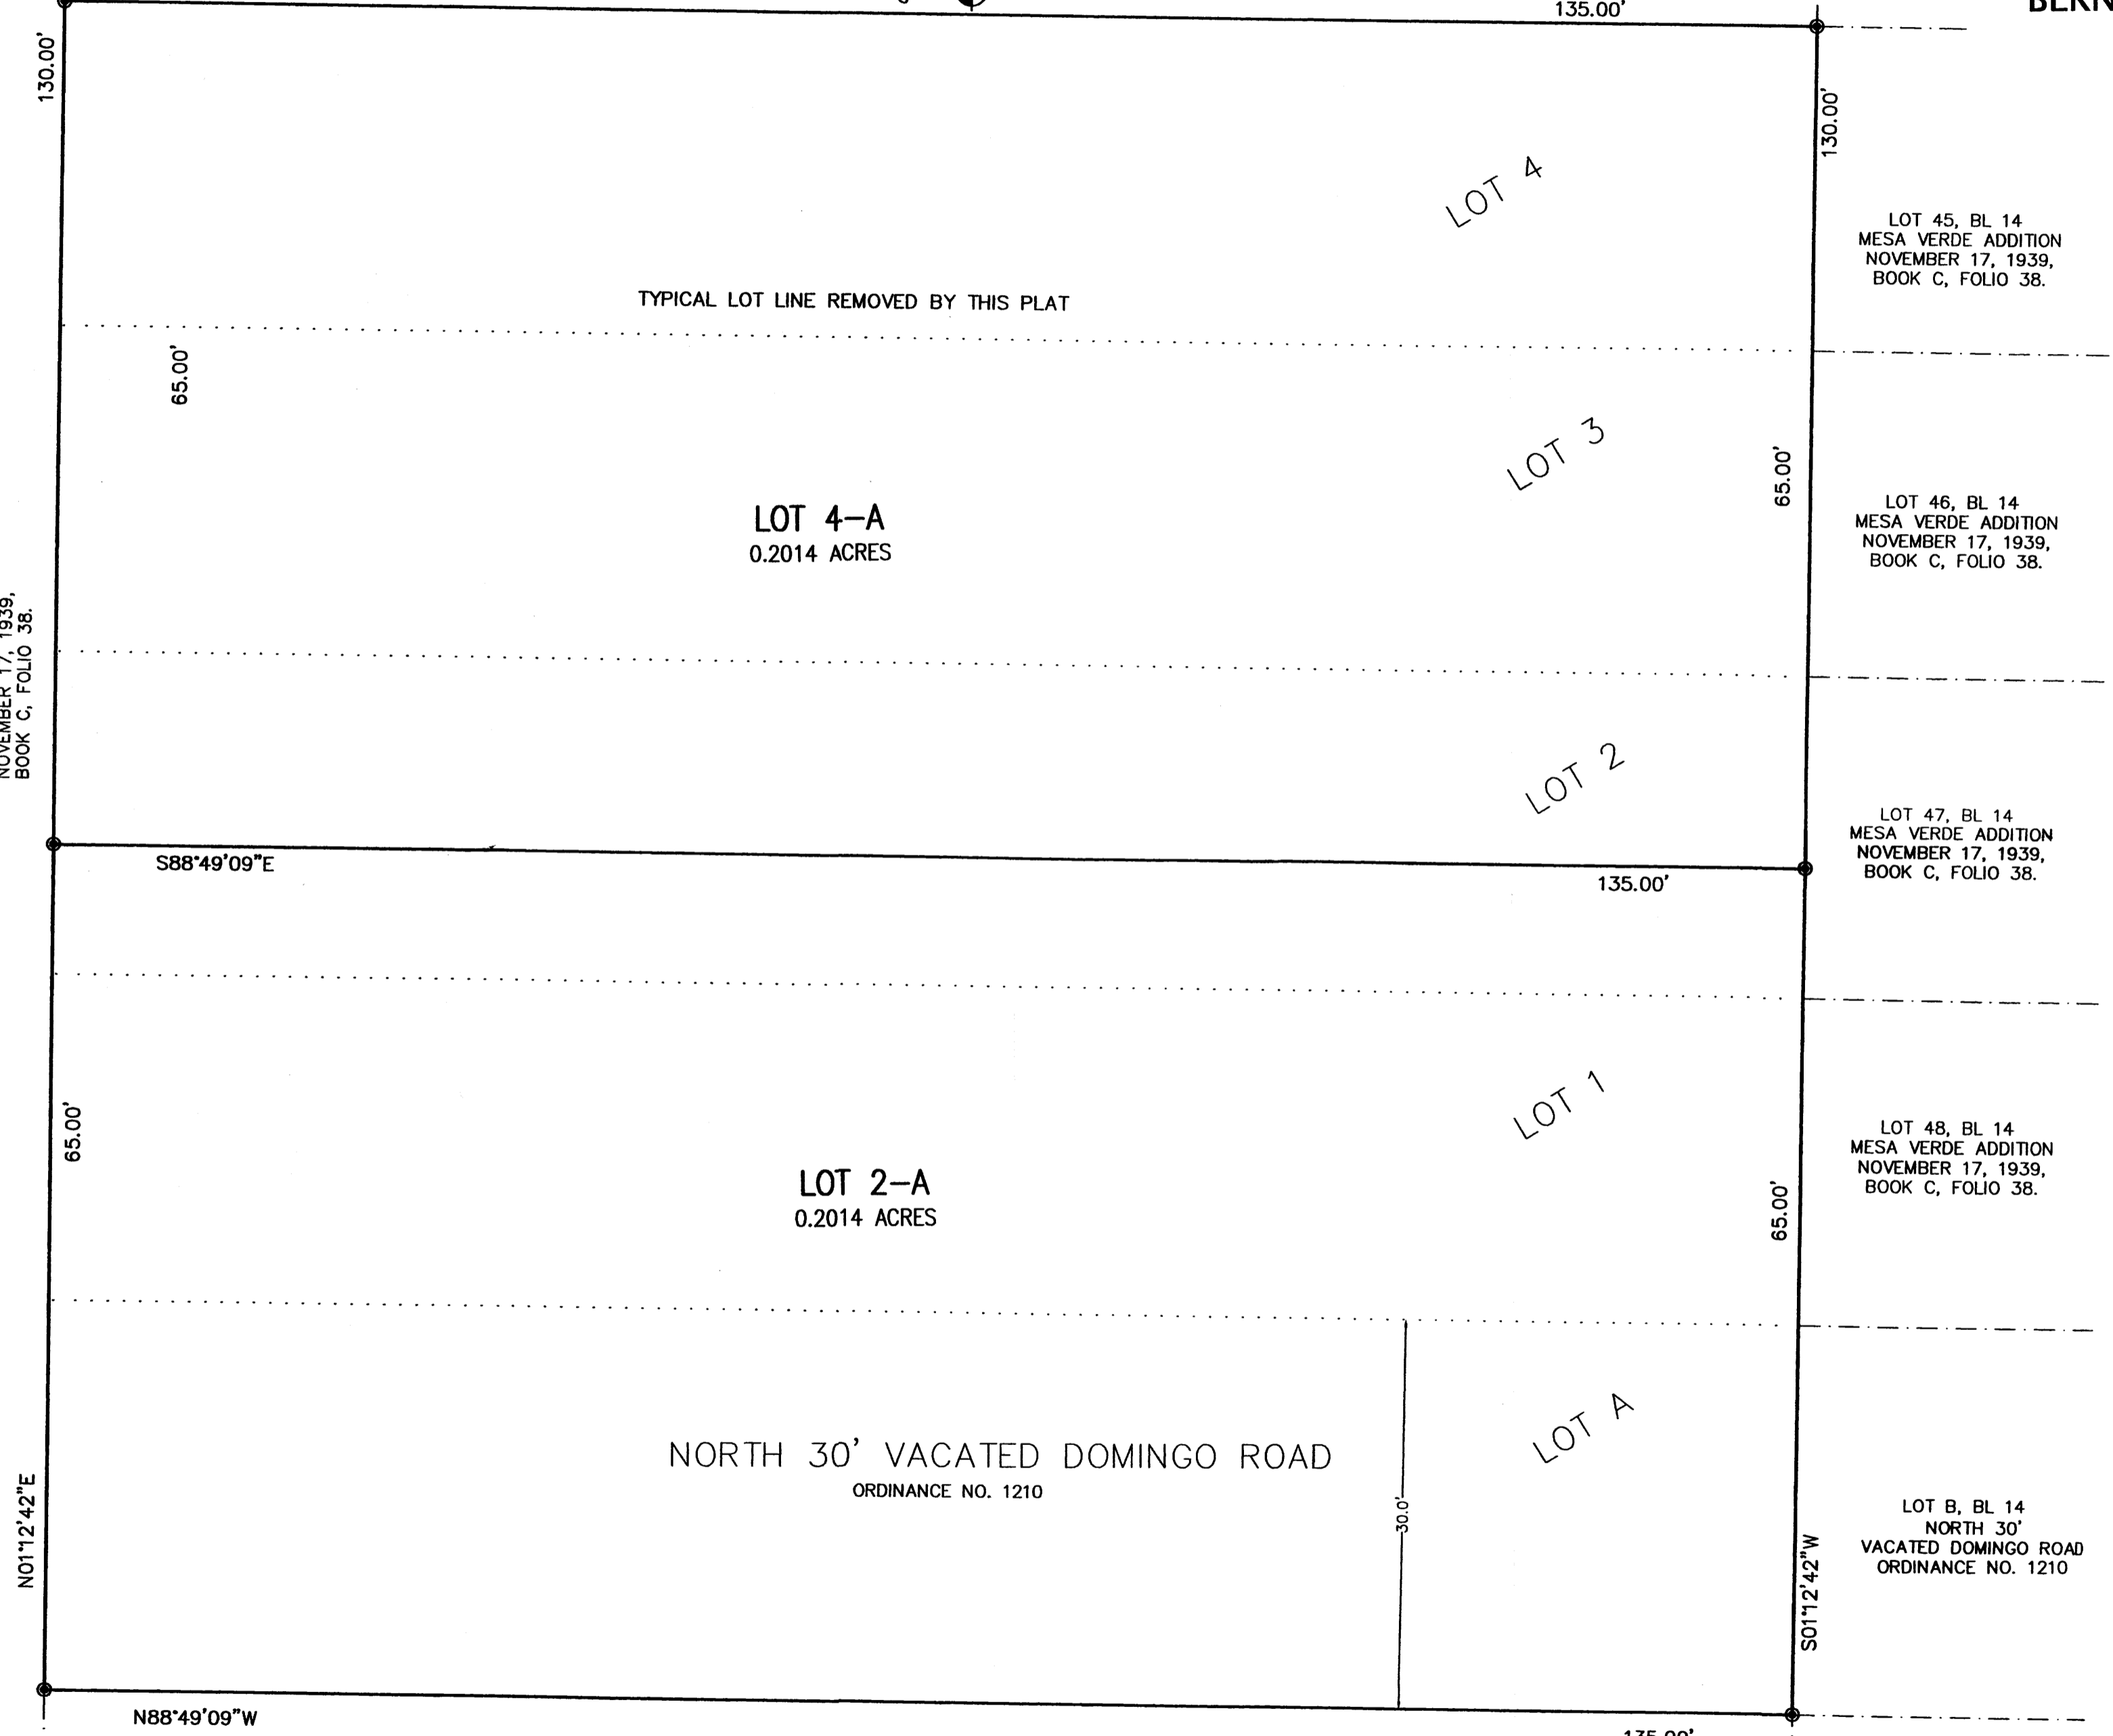 135.00'
130.00'
130.00'
LOT 4
LOT 45, BL 14
MESA VERDE ADDITION
NOVEMBER 17, 1939,
BOOK C, FOLIO 38.
TYPICAL LOT LINE REMOVED BY THIS PLAT
65.00'
LOT 3
65.00'
LOT 4-A
0.2014 ACRES
LOT 46, BL 14
MESA VERDE ADDITION
NOVEMBER 17, 1939,
BOOK C, FOLIO 38.
NOVEMBER 17, 1939,
BOOK C, FOLIO 38.
LOT 2
LOT 47, BL 14
MESA VERDE ADDITION
NOVEMBER 17, 1939,
BOOK C, FOLIO 38.
S88°49'09"E
135.00'
65.00'
LOT 1
LOT 48, BL 14
MESA VERDE ADDITION
NOVEMBER 17, 1939,
BOOK C, FOLIO 38.
LOT 2-A
0.2014 ACRES
65.00'
LOT A
NORTH 30' VACATED DOMINGO ROAD
ORDINANCE NO. 1210
30.0'
N01°12'42"E
S01°12'42"W
LOT B, BL 14
NORTH 30'
VACATED DOMINGO ROAD
ORDINANCE NO. 1210
N88°49'09"W
135.00'